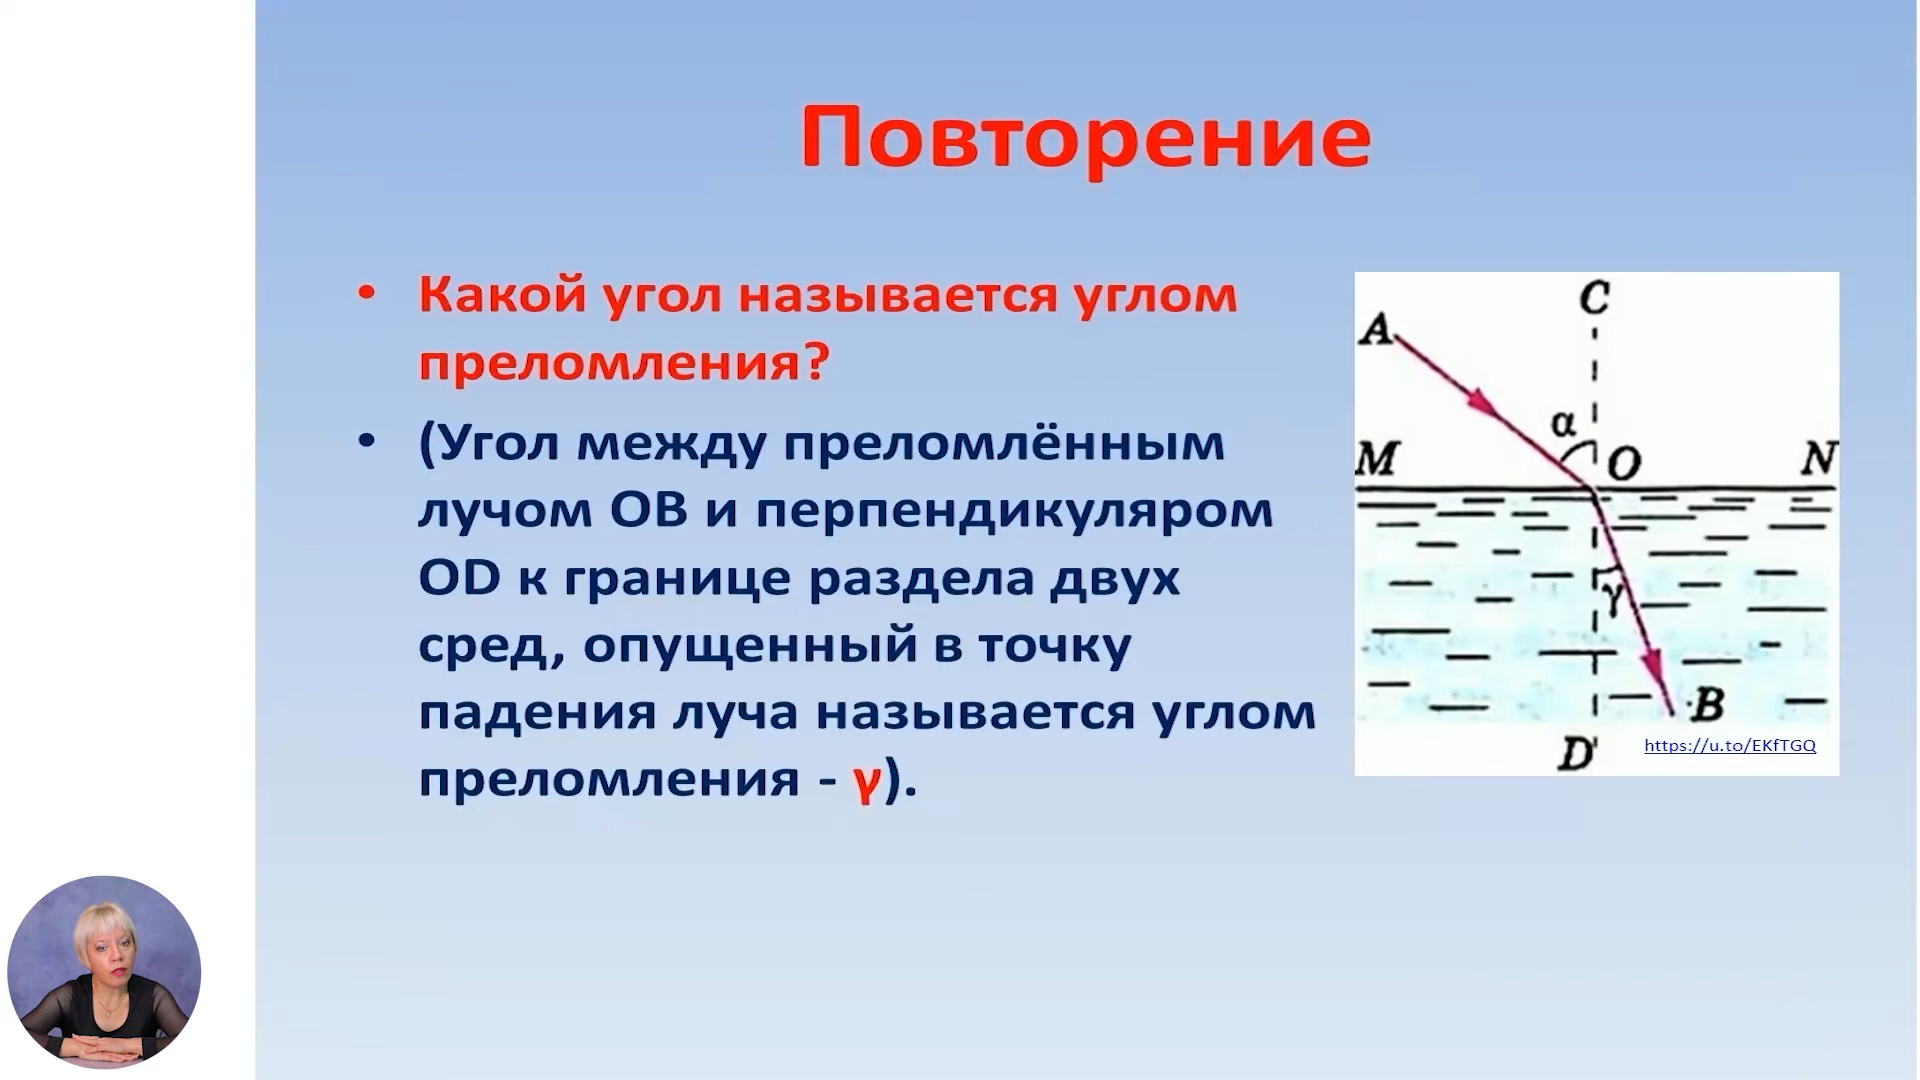 Повторение
• Какой угол называется углом
преломления?
• (Угол между преломлённым
лучом ОВ и перпендикуляром
OD к границе раздела двух
сред, опущенный в точку
падения луча называется углом
преломления - γ).
C
A
α
M
O
N
γ
B
D
https://u.to/EKfTGQ